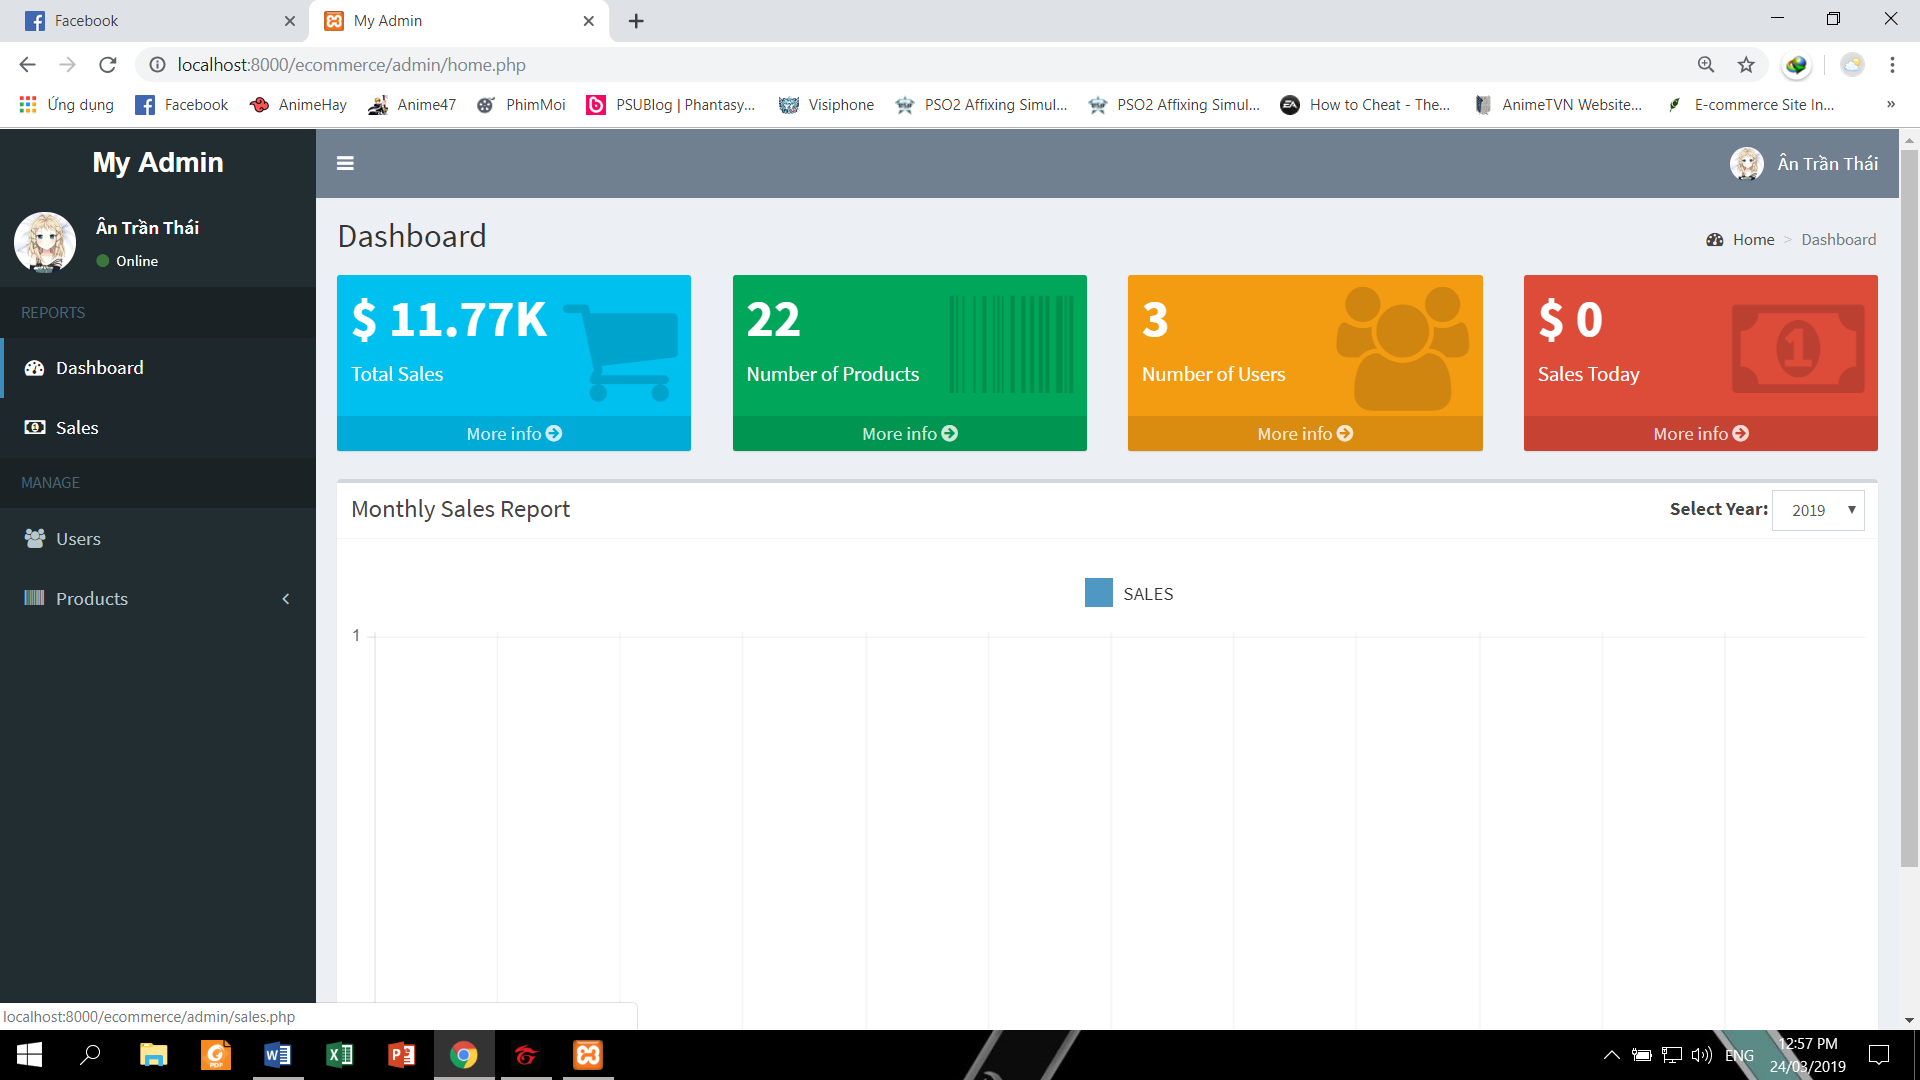 Facebook
My Admin
localhost:8000/ecommerce/admin/home.php
Ứng dụng
Facebook
AnimeHay
Anime47
PhimMoi
PSUBlog | Phantasy...
Visiphone
PSO2 Affixing Simul...
PSO2 Affixing Simul...
How to Cheat - The...
AnimeTVN Website...
E-commerce Site In...
My Admin
Ân Trần Thái
Ân Trần Thái
Online
REPORTS
Dashboard
Sales
MANAGE
Users
Products
Dashboard
Home > Dashboard
$ 11.77K
Total Sales
More info
22
Number of Products
More info
3
Number of Users
More info
$ 0
Sales Today
More info
Monthly Sales Report
Select Year: 2019
SALES
1
localhost:8000/ecommerce/admin/sales.php
ENG
12:57 PM
24/03/2019